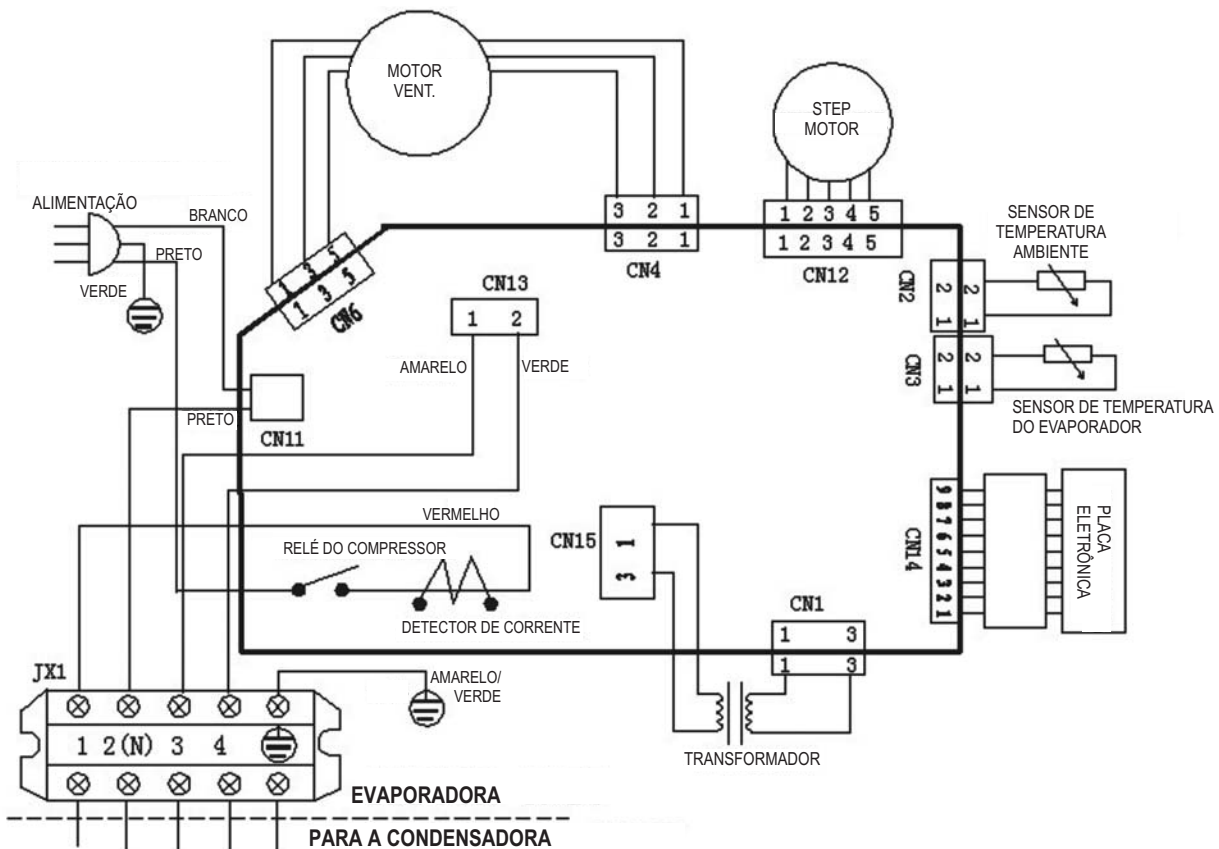 MOTOR
VENT.
STEP
MOTOR
ALIMENTAÇÃO
BRANCO
PRETO
VERDE
3 2 1
3 2 1
CN4
1 2 3 4 5
1 2 3 4 5
CN12
SENSOR DE
TEMPERATURA
AMBIENTE
CN2
2 1
2 1
1 3 5
1 3 5
CN6
CN13
1 2
AMARELO
VERDE
CN3
2 1
2 1
SENSOR DE TEMPERATURA
DO EVAPORADOR
PRETO
CN11
VERMELHO
RELÉ DO COMPRESSOR
DETECTOR DE CORRENTE
CN15
1
3
CN14
9 8 7 6 5 4 3 2 1
PLACA
ELETRÔNICA
CN1
1 3
1 3
TRANSFORMADOR
JX1
AMARELO/
VERDE
1 2(N) 3 4
EVAPORADORA
PARA A CONDENSADORA